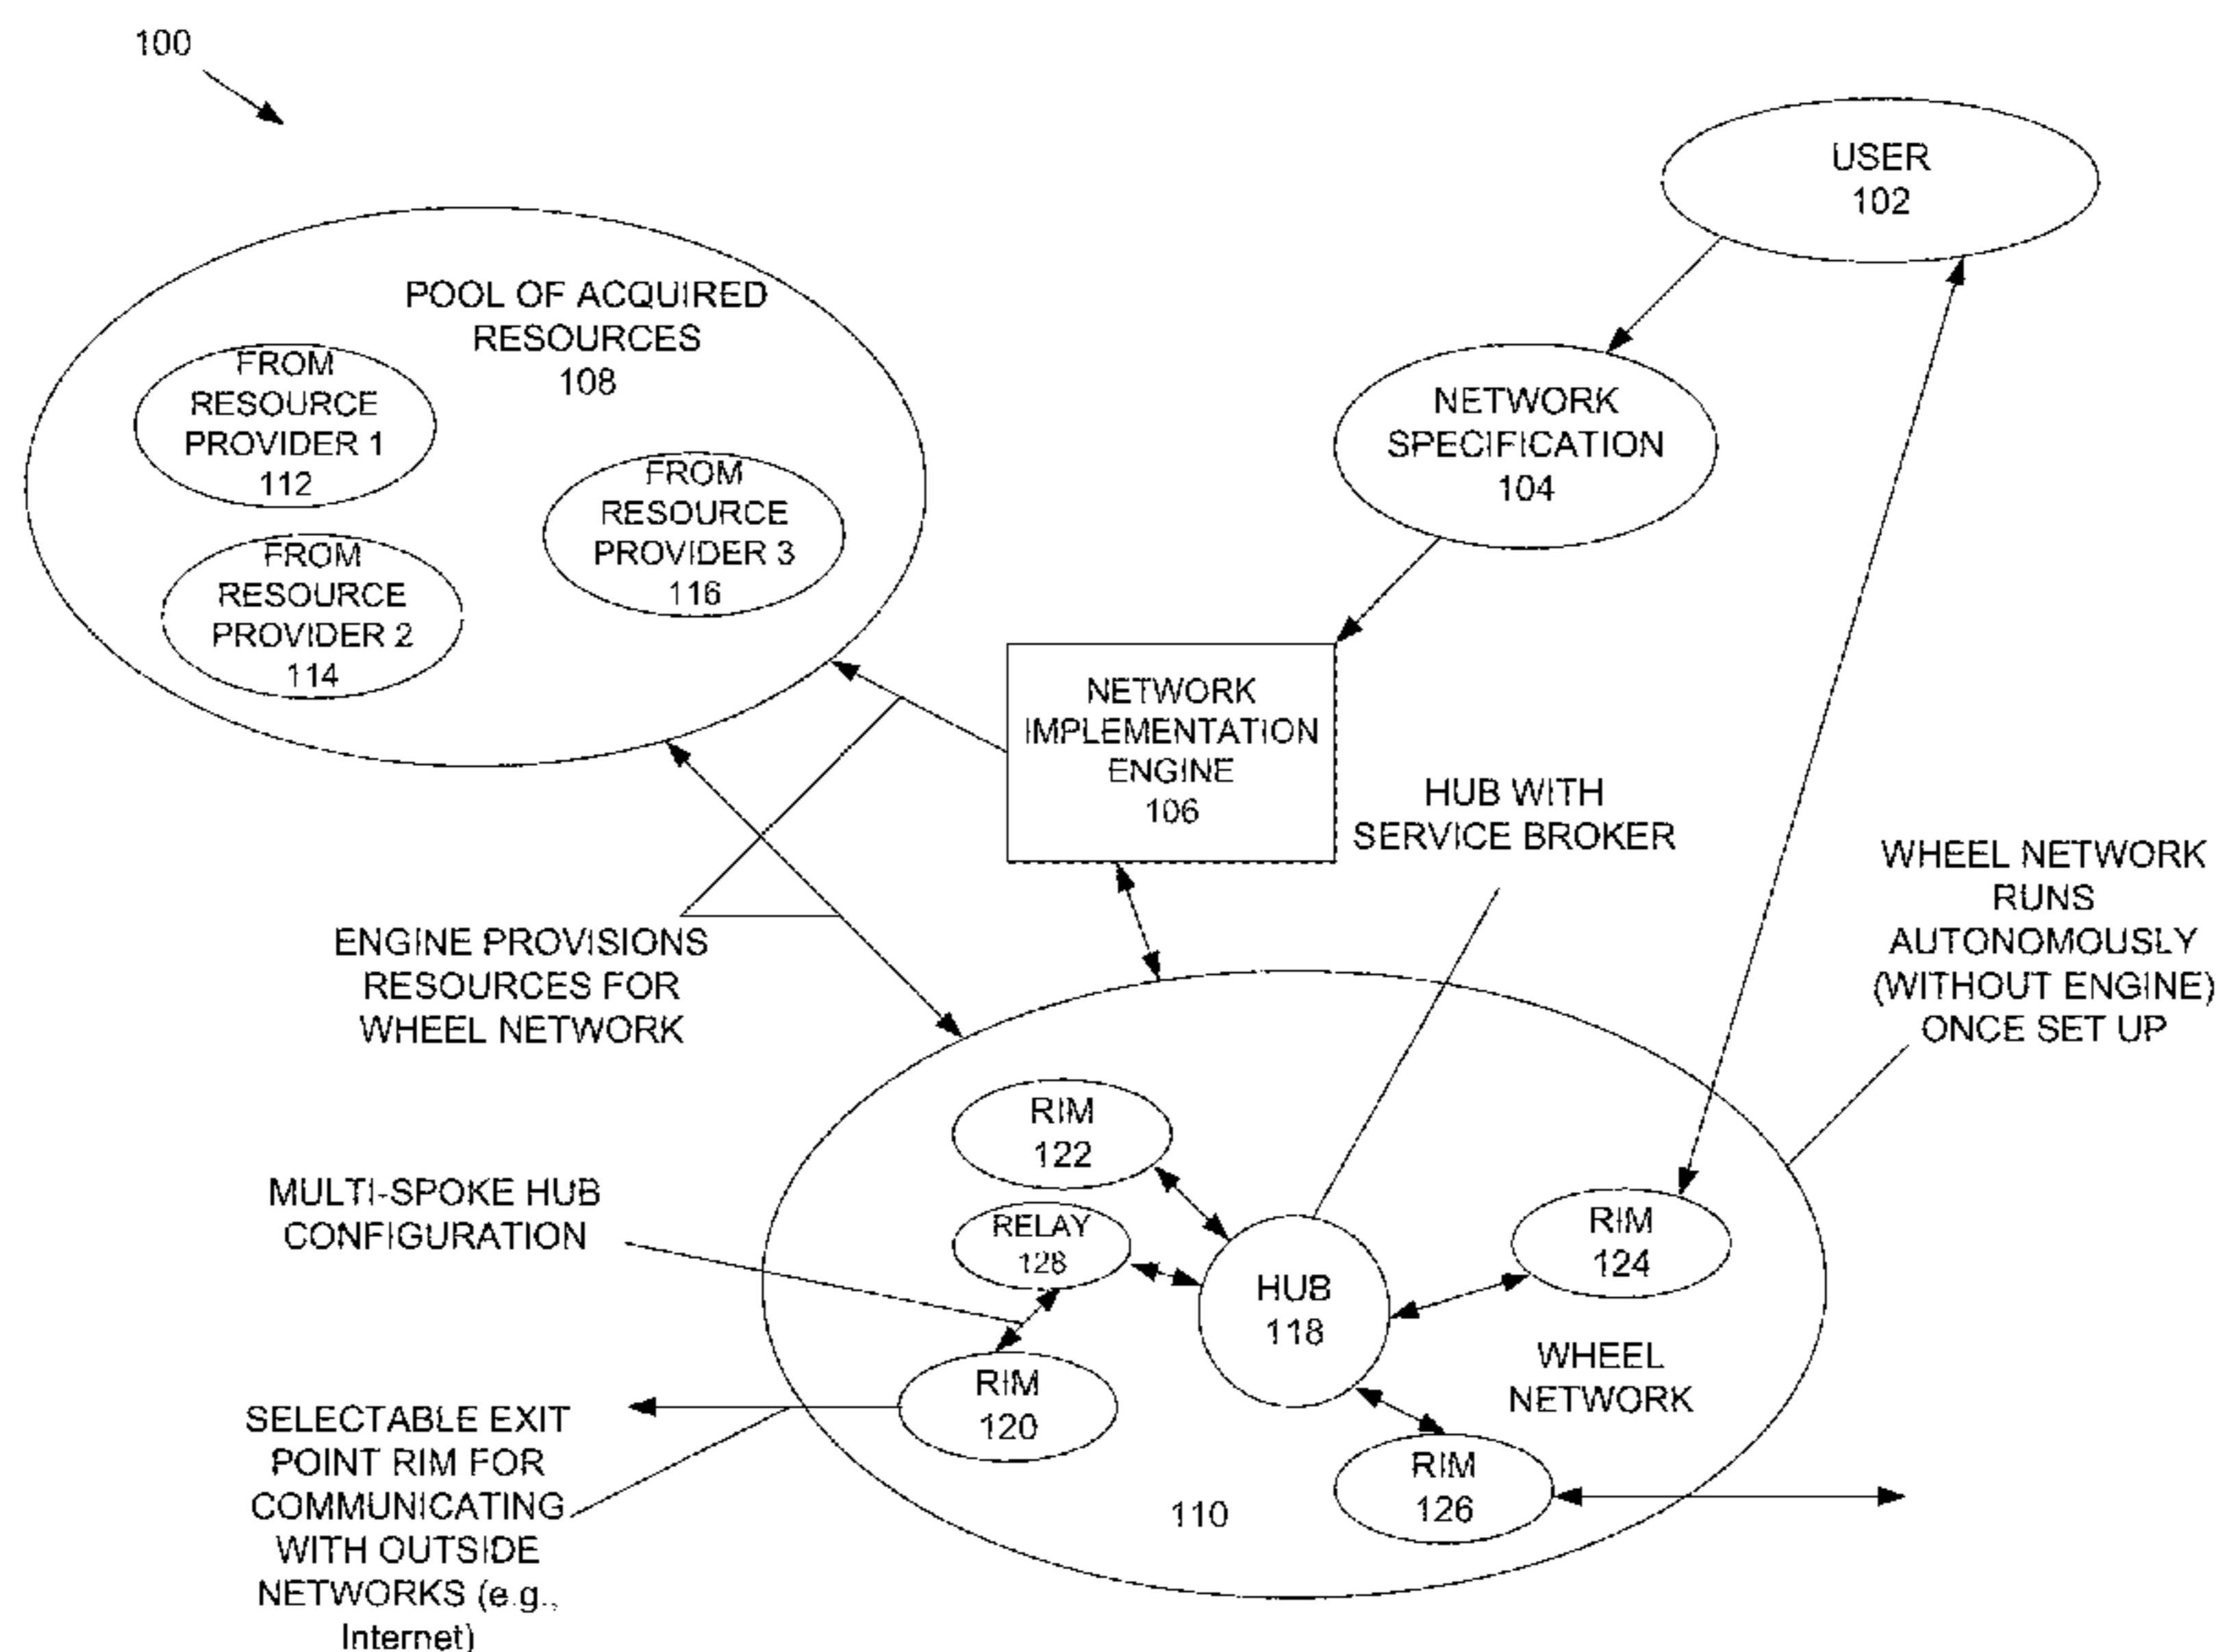 100
USER
102
POOL OF ACQUIRED
RESOURCES
108
FROM
RESOURCE
PROVIDER 1
112
FROM
RESOURCE
PROVIDER 3
116
FROM
RESOURCE
PROVIDER 2
114
NETWORK
SPECIFICATION
104
NETWORK
IMPLEMENTATION
ENGINE
106
HUB WITH
SERVICE BROKER
WHEEL NETWORK
RUNS
AUTONOMOUSLY
(WITHOUT ENGINE)
ONCE SET UP
ENGINE PROVISIONS
RESOURCES FOR
WHEEL NETWORK
RIM
122
MULTI-SPOKE HUB
CONFIGURATION
RELAY
128
HUB
118
RIM
124
WHEEL
NETWORK
RIM
120
SELECTABLE EXIT
POINT RIM FOR
COMMUNICATING
WITH OUTSIDE
NETWORKS (e.g.,
Internet)
RIM
126
110